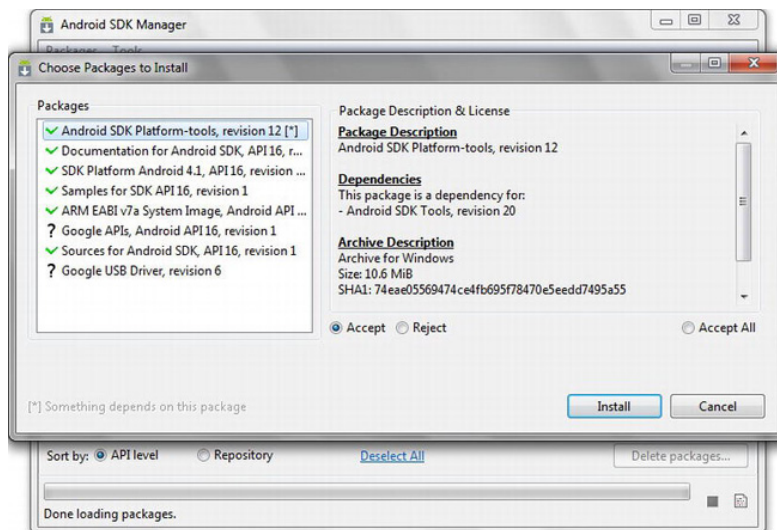 Android SDK Manager
Packages Tools
Choose Packages to Install
Packages
Android SDK Platform-tools, revision 12 [*]
Documentation for Android SDK, API 16, r...
SDK Platform Android 4.1, API 16, revision ...
Samples for SDK API 16, revision 1
ARM EABI v7a System Image, Android API ...
? Google APIs, Android API 16, revision 1
Sources for Android SDK, API 16, revision 1
? Google USB Driver, revision 6
Package Description & License
Package Description
Android SDK Platform-tools, revision 12
Dependencies
This package is a dependency for:
- Android SDK Tools, revision 20
Archive Description
Archive for Windows
Size: 10.6 MiB
SHA1: 74eae05569474ce4fb695f78470e5eedd7495a55
Accept Reject Accept All
[*] Something depends on this package
Install Cancel
Sort by: API level Repository Deselect All Delete packages...
Done loading packages.